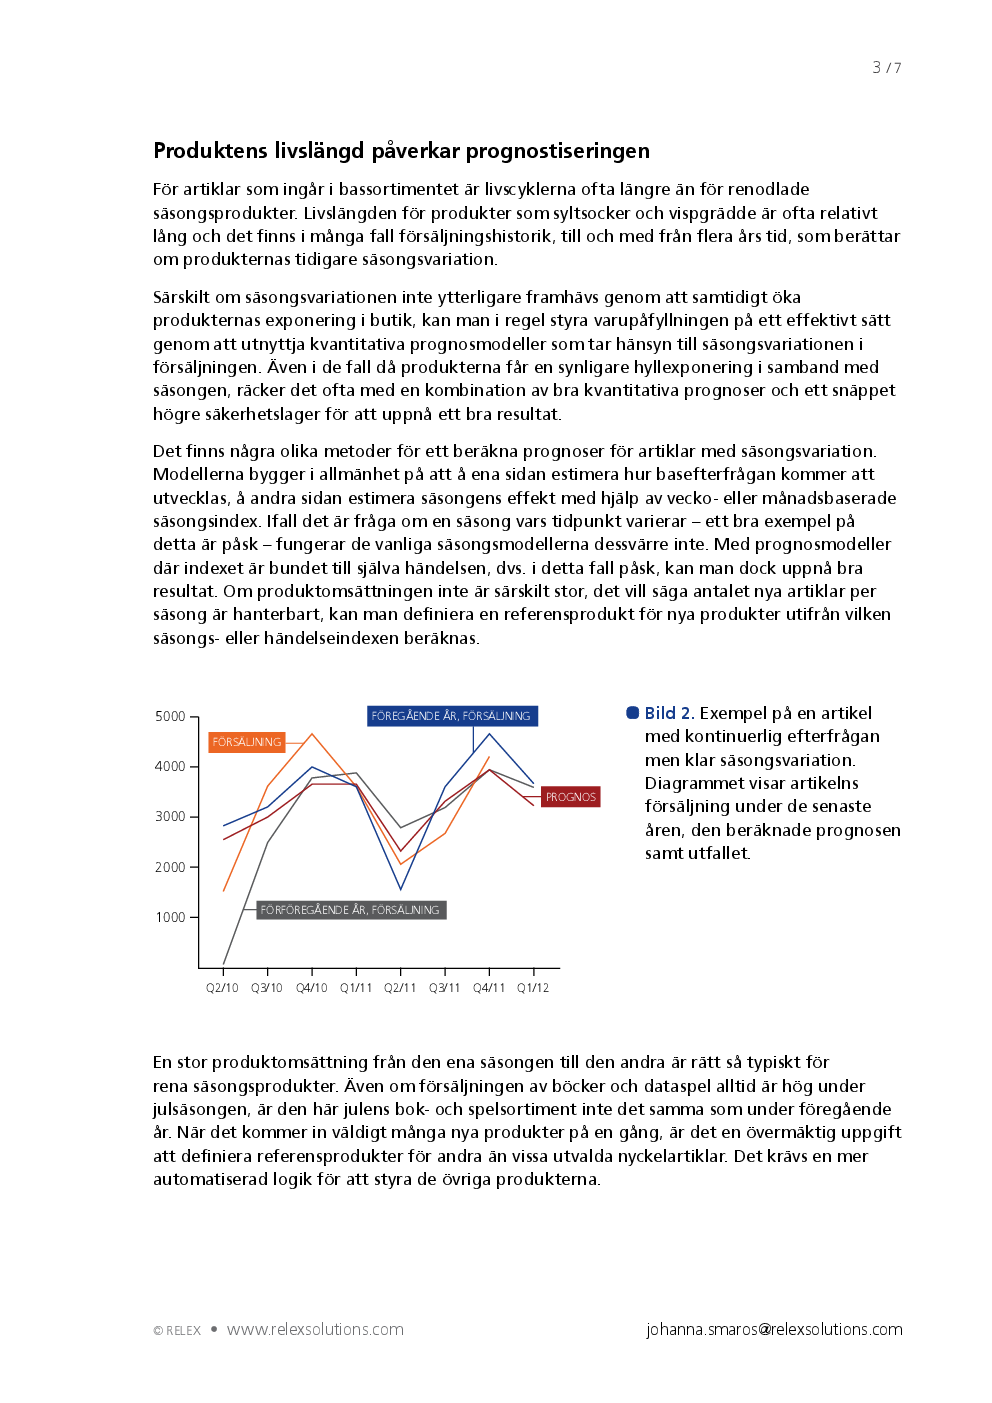 3 / 7
Produktens livslängd påverkar prognostiseringen
För artiklar som ingår i bassortimentet är livscyklerna ofta längre än för renodlade
säsongsprodukter. Livslängden för produkter som syltsocker och vispgrädde är ofta relativt
lång och det finns i många fall försäljningshistorik, till och med från flera års tid, som berättar
om produkternas tidigare säsongsvariation.
Särskilt om säsongsvariationen inte ytterligare framhävs genom att samtidigt öka
produkternas exponering i butik, kan man i regel styra varupåfyllningen på ett effektivt sätt
genom att utnyttja kvantitativa prognosmodeller som tar hänsyn till säsongsvariationen i
försäljningen. Även i de fall då produkterna får en synligare hyllexponering i samband med
säsongen, räcker det ofta med en kombination av bra kvantitativa prognoser och ett snäppet
högre säkerhetslager för att uppnå ett bra resultat.
Det finns några olika metoder för ett beräkna prognoser för artiklar med säsongsvariation.
Modellerna bygger i allmänhet på att å ena sidan estimera hur basefterfrågan kommer att
utvecklas, å andra sidan estimera säsongens effekt med hjälp av vecko- eller månadsbaserade
säsongsindex. Ifall det är fråga om en säsong vars tidpunkt varierar – ett bra exempel på
detta är påsk – fungerar de vanliga säsongsmodellerna dessvärre inte. Med prognosmodeller
där indexet är bundet till själva händelsen, dvs. i detta fall påsk, kan man dock uppnå bra
resultat. Om produktomsättningen inte är särskilt stor, det vill säga antalet nya artiklar per
säsong är hanterbart, kan man definiera en referensprodukt för nya produkter utifrån vilken
säsongs- eller händelseindexen beräknas.
5000
4000
3000
2000
1000
FÖRSÄLJNING
FÖREGÅENDE ÅR, FÖRSÄLJNING
PROGNOS
FÖRFÖREGÅENDE ÅR, FÖRSÄLJNING
Q2/10 Q3/10 Q4/10 Q1/11 Q2/11 Q3/11 Q4/11 Q1/12
Bild 2. Exempel på en artikel
med kontinuerlig efterfrågan
men klar säsongsvariation.
Diagrammet visar artikelns
försäljning under de senaste
åren, den beräknade prognosen
samt utfallet.
En stor produktomsättning från den ena säsongen till den andra är rätt så typiskt för
rena säsongsprodukter. Även om försäljningen av böcker och dataspel alltid är hög under
julsäsongen, är den här julens bok- och spelsortiment inte det samma som under föregående
år. När det kommer in väldigt många nya produkter på en gång, är det en övermäktig uppgift
att definiera referensprodukter för andra än vissa utvalda nyckelartiklar. Det krävs en mer
automatiserad logik för att styra de övriga produkterna.
© RELEX • www.relexsolutions.com
johanna.smaros@relexsolutions.com